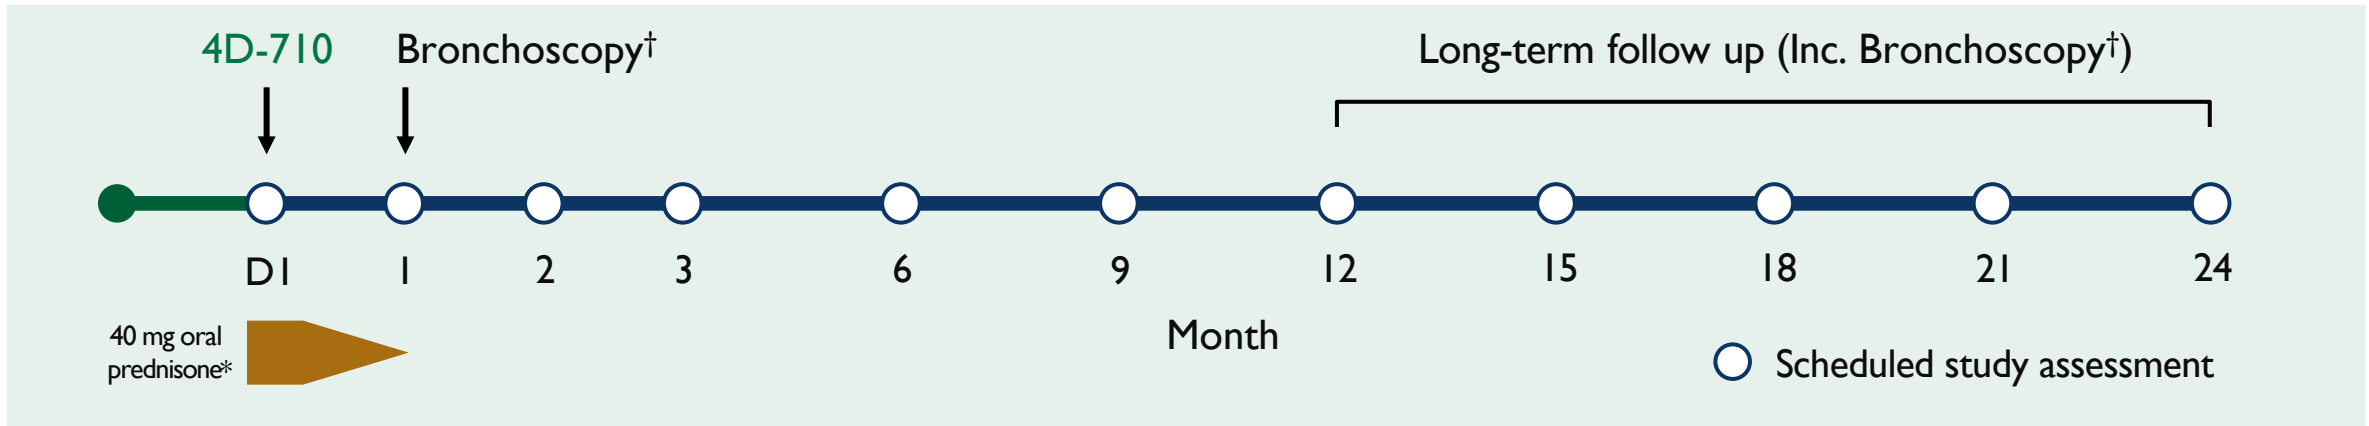 4D-710
Bronchoscopy†
Long-term follow up (Inc. Bronchoscopy†)
D1
1
2
3
6
9
12
15
18
21
24
40 mg oral
prednisone*
Month
Scheduled study assessment